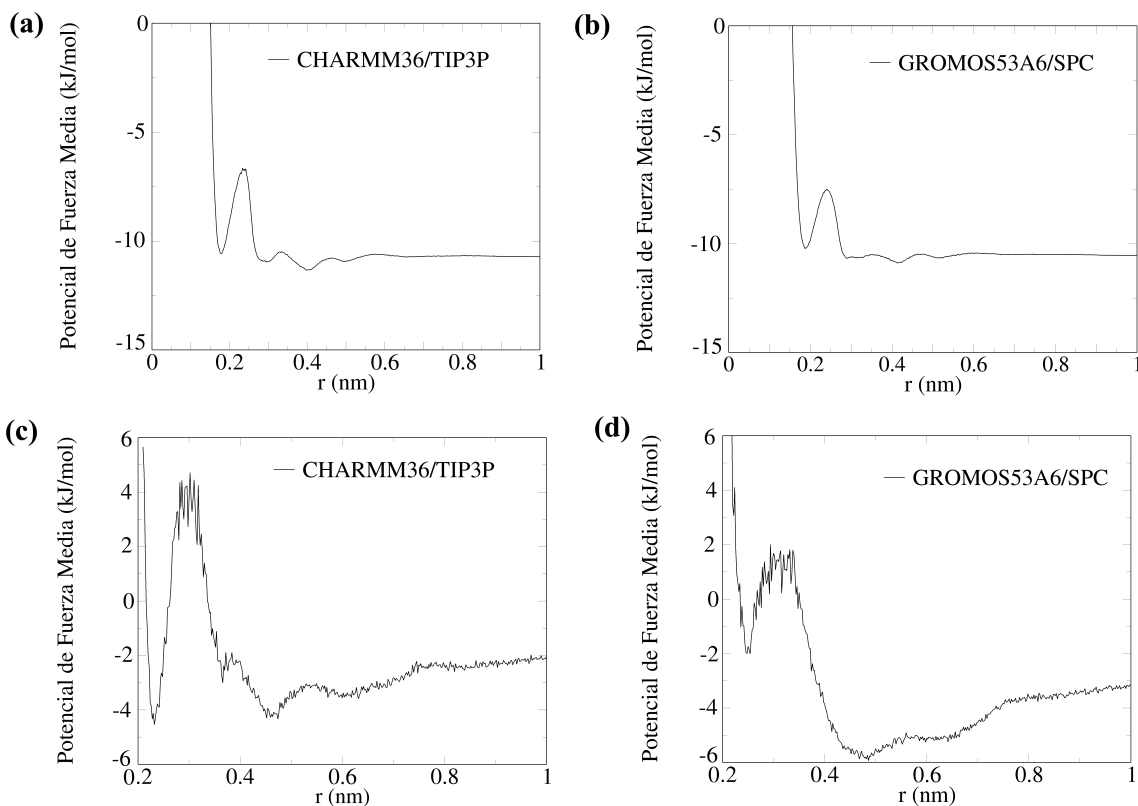 (a)
Potencial de Fuerza Media (kJ/mol)
0
-5
-10
-15
CHARMM36/TIP3P
0 0.2 0.4 0.6 0.8 1
r (nm)
(b)
Potencial de Fuerza Media (kJ/mol)
0
-5
-10
-15
GROMOS53A6/SPC
0 0.2 0.4 0.6 0.8 1
r (nm)
(c)
Potencial de Fuerza Media (kJ/mol)
6
4
2
0
-2
-4
-6
CHARMM36/TIP3P
0.2 0.4 0.6 0.8 1
r (nm)
(d)
Potencial de Fuerza Media (kJ/mol)
6
4
2
0
-2
-4
-6
GROMOS53A6/SPC
0.2 0.4 0.6 0.8 1
r (nm)